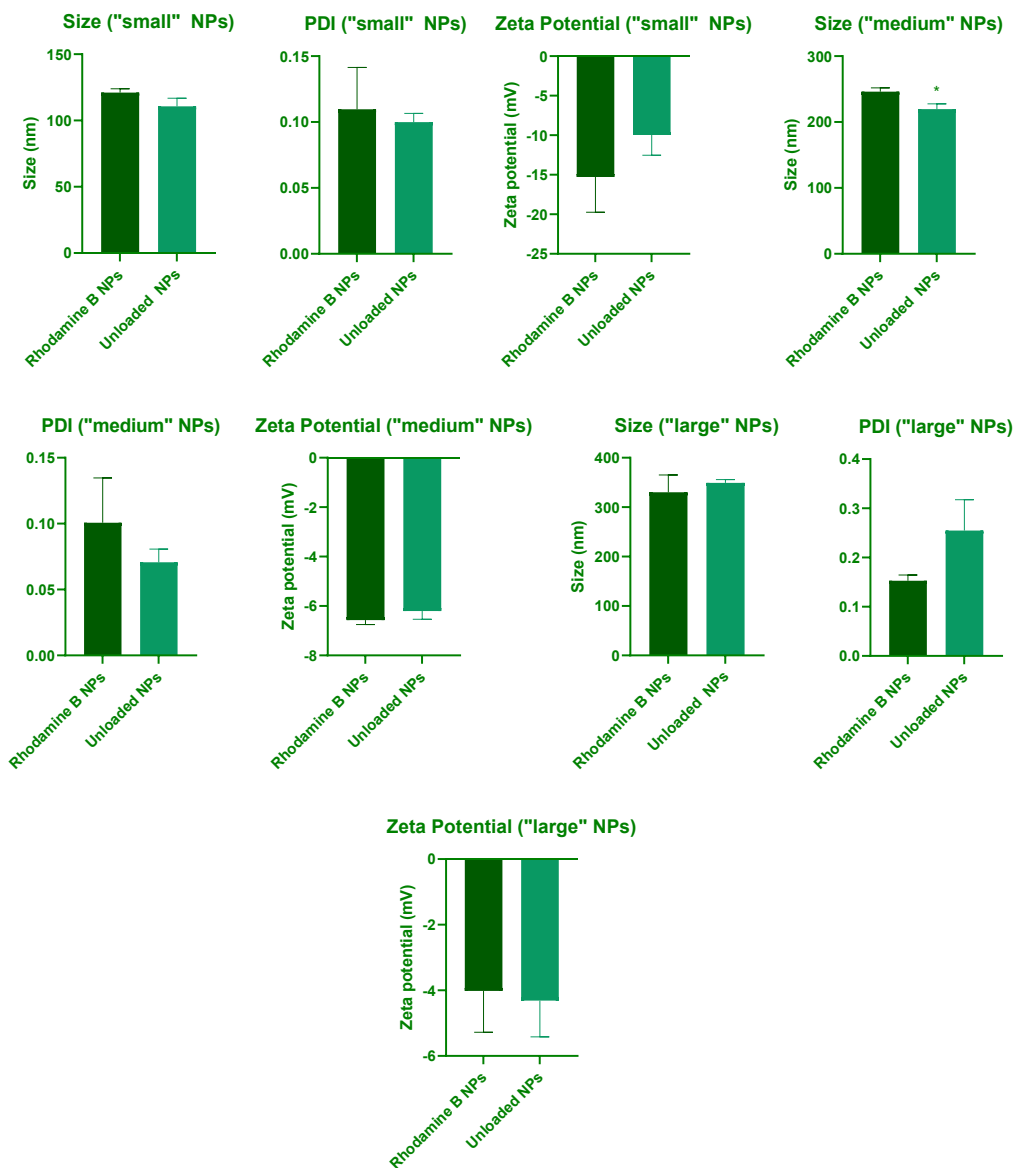 Size ("small" NPs)
150
100
50
0
Size (nm)
Rhodamine B NPs
Unloaded NPs
PDI ("small" NPs)
0.15
0.10
0.05
0.00
Rhodamine B NPs
Unloaded NPs
Zeta Potential ("small" NPs)
0
-5
-10
-15
-20
-25
Zeta potential (mV)
Rhodamine B NPs
Unloaded NPs
Size ("medium" NPs)
300
200
100
0
Size (nm)
*
Rhodamine B NPs
Unloaded NPs
PDI ("medium" NPs)
0.15
0.10
0.05
0.00
Rhodamine B NPs
Unloaded NPs
Zeta Potential ("medium" NPs)
0
-2
-4
-6
-8
Zeta potential (mV)
Rhodamine B NPs
Unloaded NPs
Size ("large" NPs)
400
300
200
100
0
Size (nm)
Rhodamine B NPs
Unloaded NPs
PDI ("large" NPs)
0.4
0.3
0.2
0.1
0.0
Rhodamine B NPs
Unloaded NPs
Zeta Potential ("large" NPs)
0
-2
-4
-6
Zeta potential (mV)
Rhodamine B NPs
Unloaded NPs